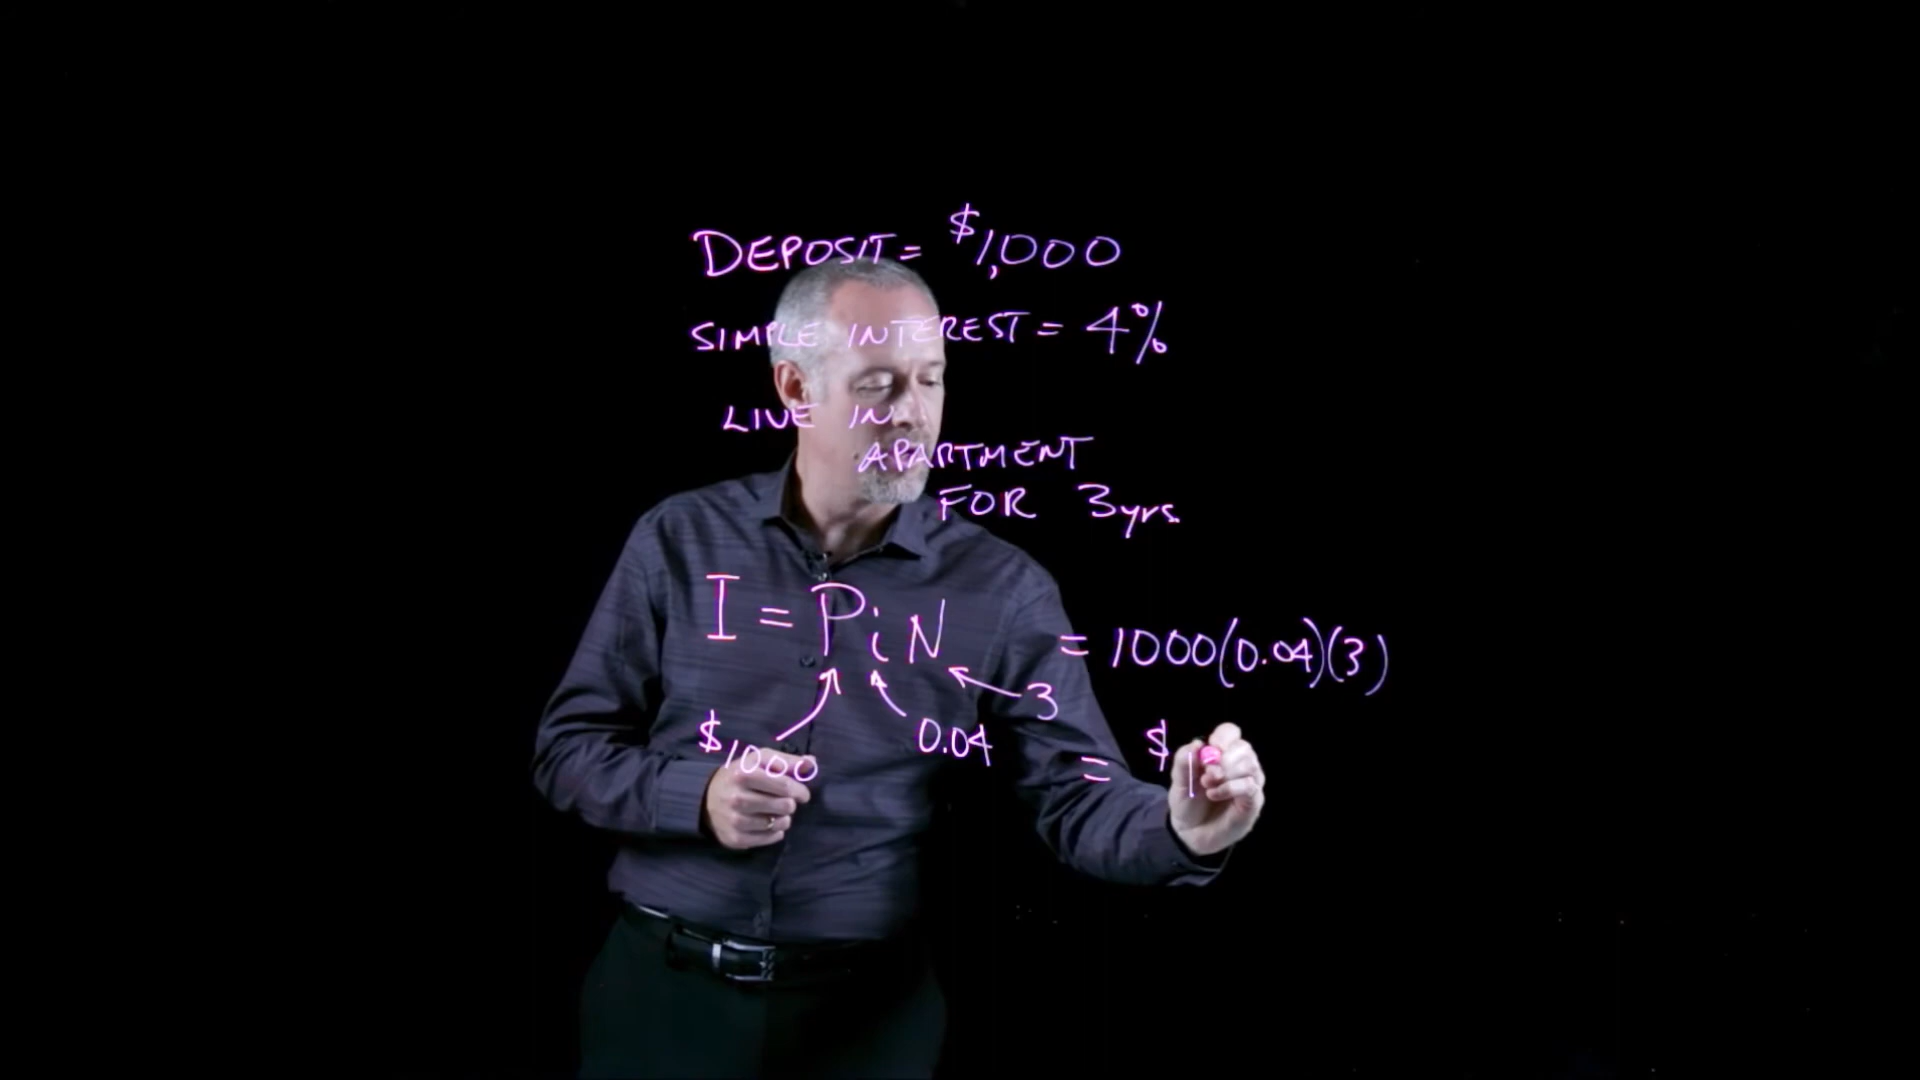 DEPOSIT = $1,000
SIMPLE INTEREST = 4%
LIVE IN
APARTMENT
FOR 3yrs.
I = PiN = 1000(0.04)(3)
$1000 0.04 3
= $1